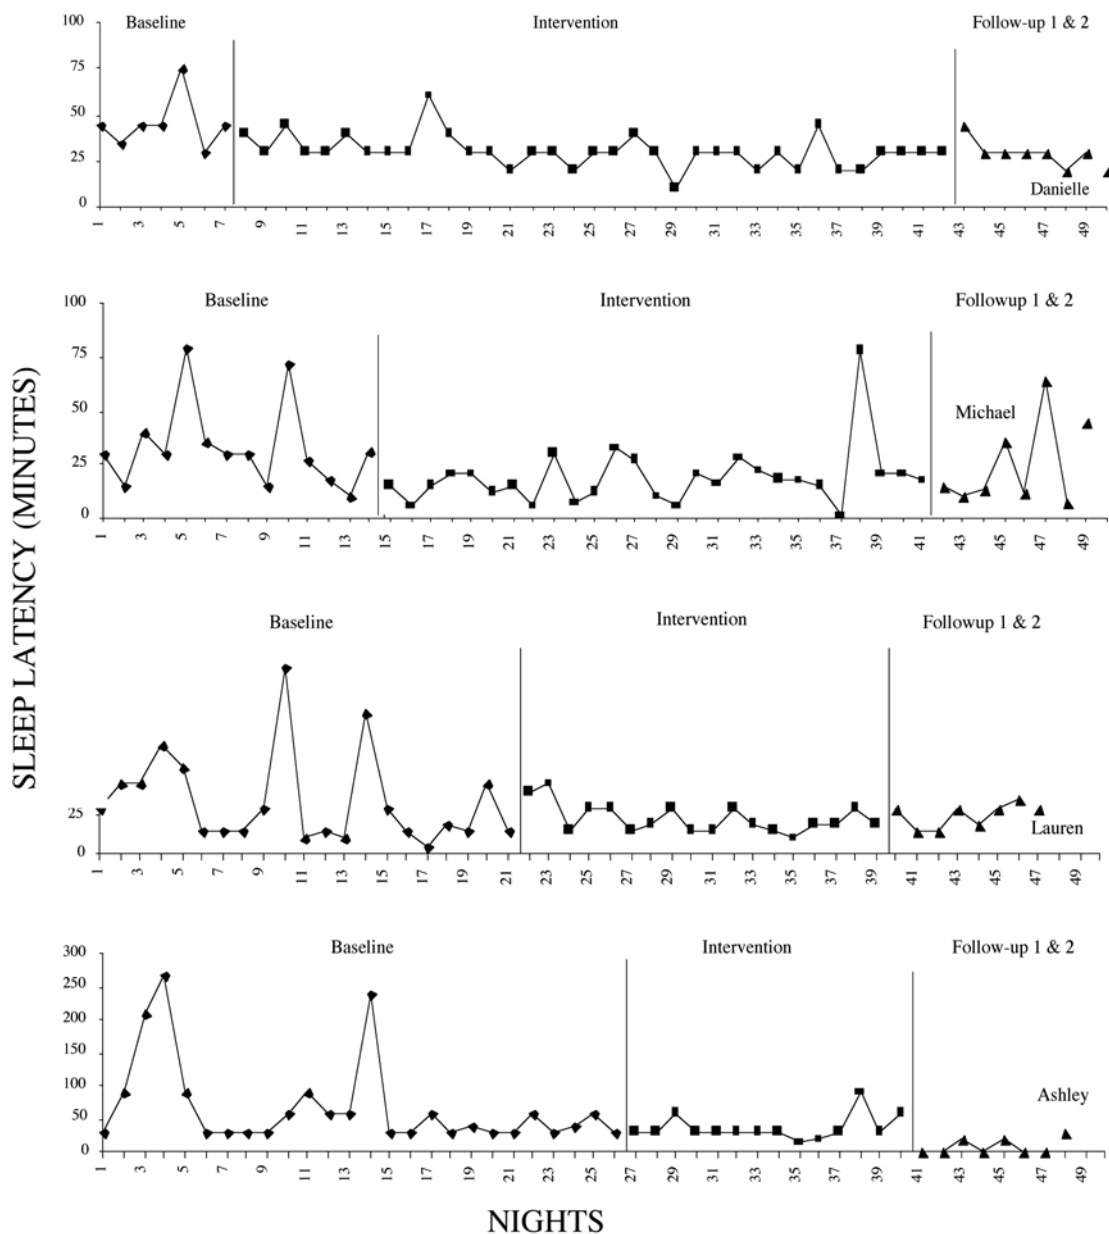 SLEEP LATENCY (MINUTES)
Baseline Intervention Follow-up 1 & 2
100
75
50
25
0
Danielle
1 3 5 7 9 11 13 15 17 19 21 23 25 27 29 31 33 35 37 39 41 43 45 47 49
Baseline Intervention Followup 1 & 2
100
75
50
25
0
Michael
1 3 5 7 9 11 13 15 17 19 21 23 25 27 29 31 33 35 37 39 41 43 45 47 49
Baseline Intervention Followup 1 & 2
25
0
Lauren
1 3 5 7 9 11 13 15 17 19 21 23 25 27 29 31 33 35 37 39 41 43 45 47 49
Baseline Intervention Follow-up 1 & 2
300
250
200
150
100
50
0
Ashley
1 3 5 7 9 11 13 15 17 19 21 23 25 27 29 31 33 35 37 39 41 43 45 47 49
NIGHTS